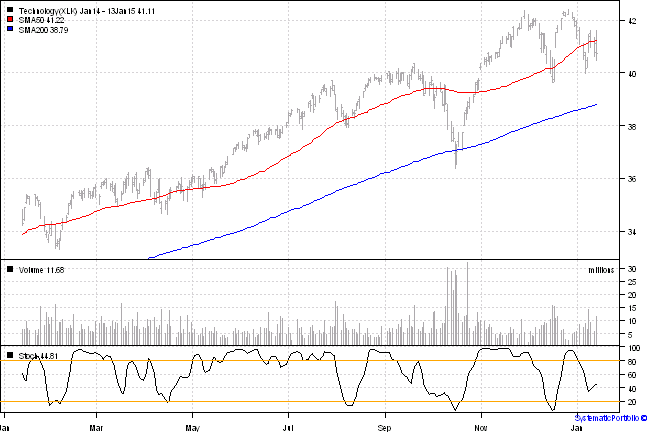 Technology(XLK) Jan14 - 13Jan15 41.11
SMA50 41.22
SMA200 38.79
42
40
38
36
34
Volume 11.68
millions
30
25
20
15
10
5
Stock 44.81
100
80
60
40
20
Jan
Mar
May
Jul
Sep
Nov
Jan
SystematicPortfolio ©